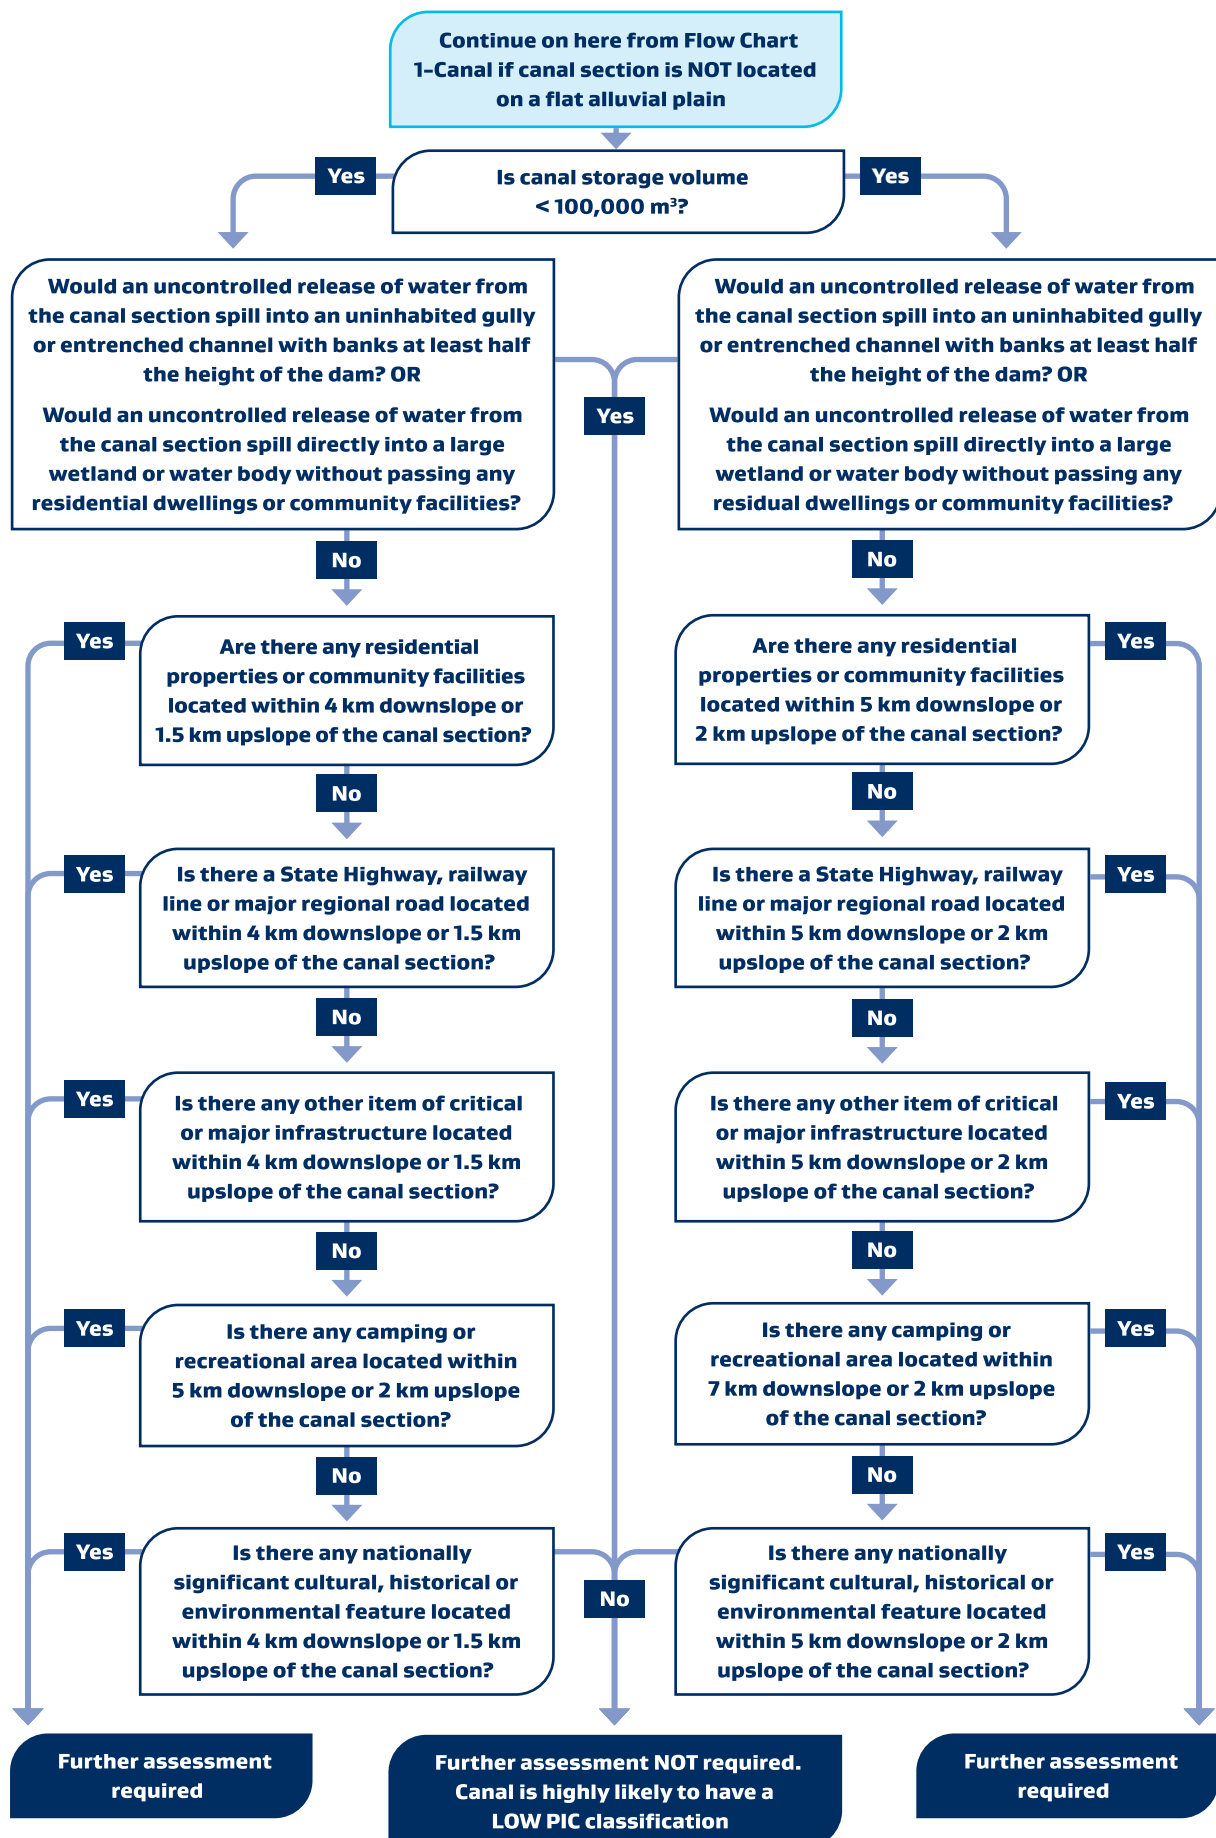 Continue on here from Flow Chart
1-Canal if canal section is NOT located
on a flat alluvial plain
Yes
Is canal storage volume
< 100,000 m³?
Yes
Would an uncontrolled release of water from
the canal section spill into an uninhabited gully
or entrenched channel with banks at least half
the height of the dam? OR
Would an uncontrolled release of water from
the canal section spill directly into a large
wetland or water body without passing any
residential dwellings or community facilities?
Yes
Would an uncontrolled release of water from
the canal section spill into an uninhabited gully
or entrenched channel with banks at least half
the height of the dam? OR
Would an uncontrolled release of water from
the canal section spill directly into a large
wetland or water body without passing any
residual dwellings or community facilities?
No
No
Yes
Are there any residential
properties or community facilities
located within 4 km downslope or
1.5 km upslope of the canal section?
Are there any residential
properties or community facilities
located within 5 km downslope or
2 km upslope of the canal section?
Yes
No
No
Yes
Is there a State Highway, railway
line or major regional road located
within 4 km downslope or 1.5 km
upslope of the canal section?
Is there a State Highway, railway
line or major regional road located
within 5 km downslope or 2 km
upslope of the canal section?
Yes
No
No
Yes
Is there any other item of critical
or major infrastructure located
within 4 km downslope or 1.5 km
upslope of the canal section?
Is there any other item of critical
or major infrastructure located
within 5 km downslope or 2 km
upslope of the canal section?
Yes
No
No
Yes
Is there any camping or
recreational area located within
5 km downslope or 2 km upslope
of the canal section?
Is there any camping or
recreational area located within
7 km downslope or 2 km upslope
of the canal section?
Yes
No
No
Yes
Is there any nationally
significant cultural, historical or
environmental feature located
within 4 km downslope or 1.5 km
upslope of the canal section?
No
Is there any nationally
significant cultural, historical or
environmental feature located
within 5 km downslope or 2 km
upslope of the canal section?
Yes
Further assessment
required
Further assessment NOT required.
Canal is highly likely to have a
LOW PIC classification
Further assessment
required